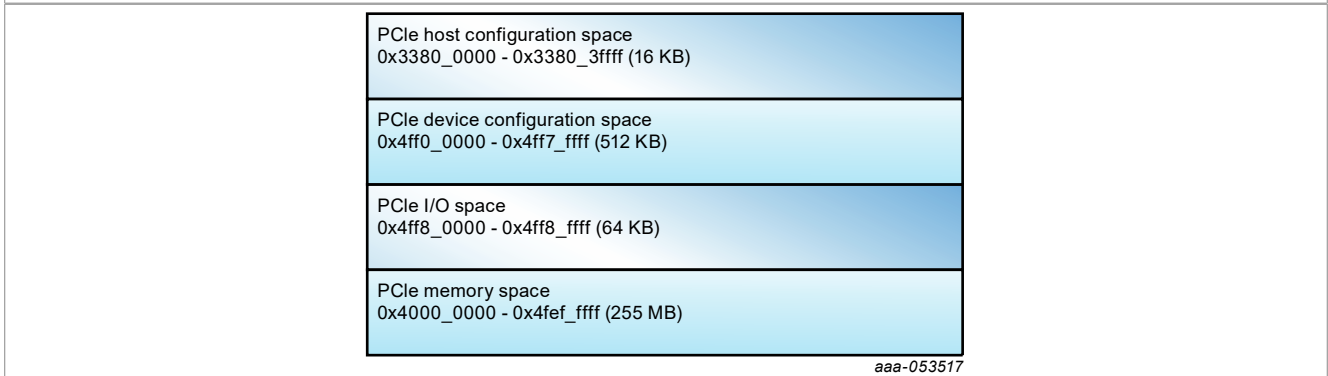 PCIe host configuration space
0x3380_0000 - 0x3380_3ffff (16 KB)
PCIe device configuration space
0x4ff0_0000 - 0x4ff7_ffff (512 KB)
PCIe I/O space
0x4ff8_0000 - 0x4ff8_ffff (64 KB)
PCIe memory space
0x4000_0000 - 0x4fef_ffff (255 MB)
aaa-053517